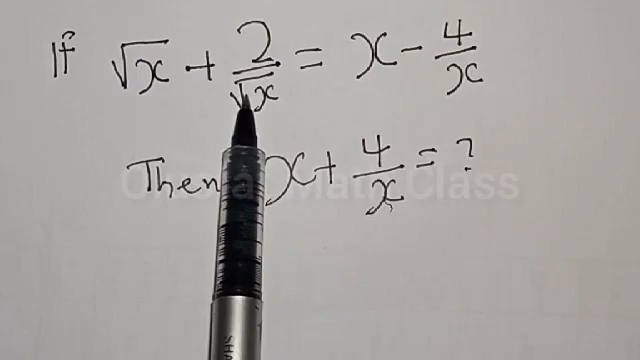 If √x + 2/√x = x - 4/x
Then x + 4/x = ?